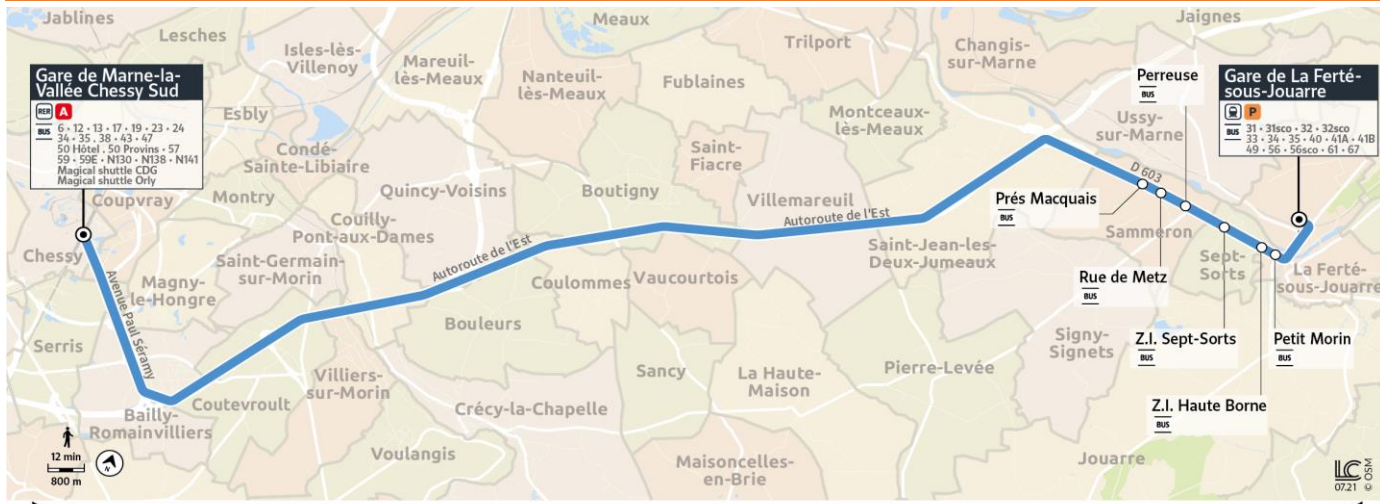 Jablines
Lesches
Isles-lès-
Villenoy
Mareuil-
lès-Meaux
Meaux
Nanteuil-
lès-Meaux
Fublaines
Trilport
Changis-
sur-Marne
Jaignes
Gare de Marne-la-
Vallée Chessy Sud
RER A
BUS 6 • 12 • 13 • 17 • 19 • 23 • 24
34 • 35 . 38 • 43 • 47
50 Hôtel . 50 Provins • 57
59 • 59E • N130 • N138 • N141
Magical shuttle CDG
Magical shuttle Orly
Esbly
Condé-
Sainte-Libiaire
Coupvray
Montry
Quincy-Voisins
Couilly-
Pont-aux-Dames
Saint-Germain-
sur-Morin
Chessy
Magny-
le-Hongre
Serris
Avenue Paul Séramy
Bailly-
Romainvilliers
Coutevroult
Villiers-
sur-Morin
Voulangis
Crécy-la-Chapelle
Bouleurs
Autoroute de l'Est
Boutigny
Saint-
Fiacre
Coulommes
Vaucourtois
Sancy
La Haute-
Maison
Maisoncelles-
en-Brie
Villemareuil
Autoroute de l'Est
Montceaux-
lès-Meaux
Saint-Jean-les-
Deux-Jumeaux
Pierre-Levée
Signy-
Signets
Jouarre
Perreuse
BUS
Ussy-
sur-Marne
D 603
Prés Macquais
BUS
Sammeron
Rue de Metz
BUS
Sept-
Sorts
Z.I. Sept-Sorts
BUS
Z.I. Haute Borne
BUS
Petit Morin
BUS
La Ferté-
sous-Jouarre
Gare de La Ferté-
sous-Jouarre
P
BUS 31 • 31sco • 32 • 32sco
33 • 34 • 35 • 40 • 41A • 41B
49 • 56 • 56sco • 61 • 67
12 min
800 m
N
LC
07.21 © OSM